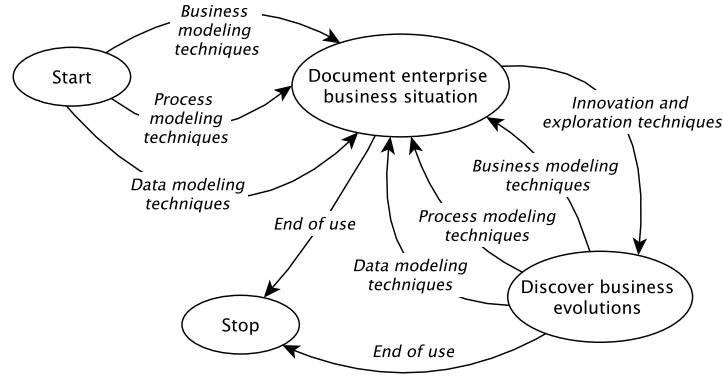 Business
modeling
techniques
Start
Document enterprise
business situation
Process
modeling
techniques
Innovation and
exploration techniques
Data modeling
techniques
Business modeling
techniques
Process modeling
techniques
End of use
Data modeling
techniques
Discover business
evolutions
Stop
End of use